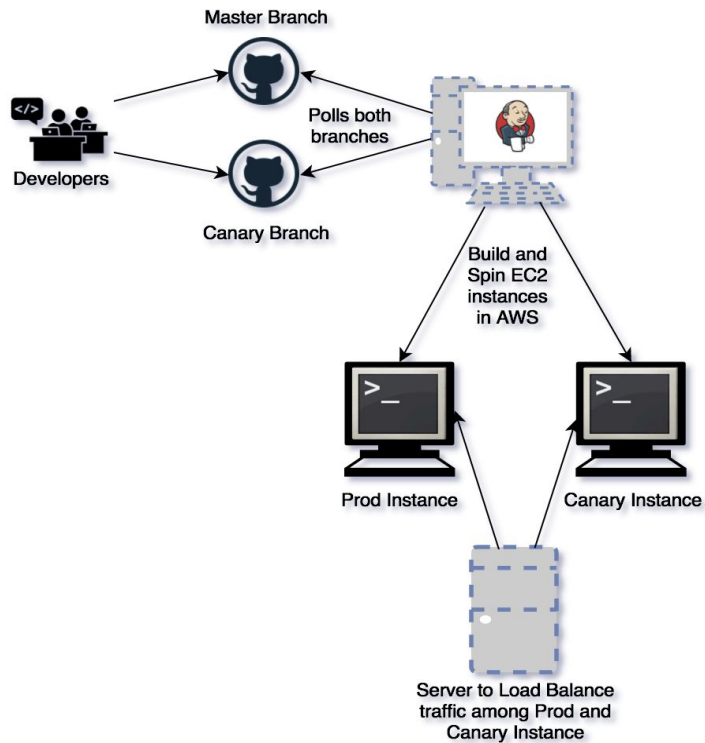 Master Branch
</>
Developers
Polls both
branches
Canary Branch
Build and
Spin EC2
instances
in AWS
>_
>_
Prod Instance
Canary Instance
Server to Load Balance
traffic among Prod and
Canary Instance